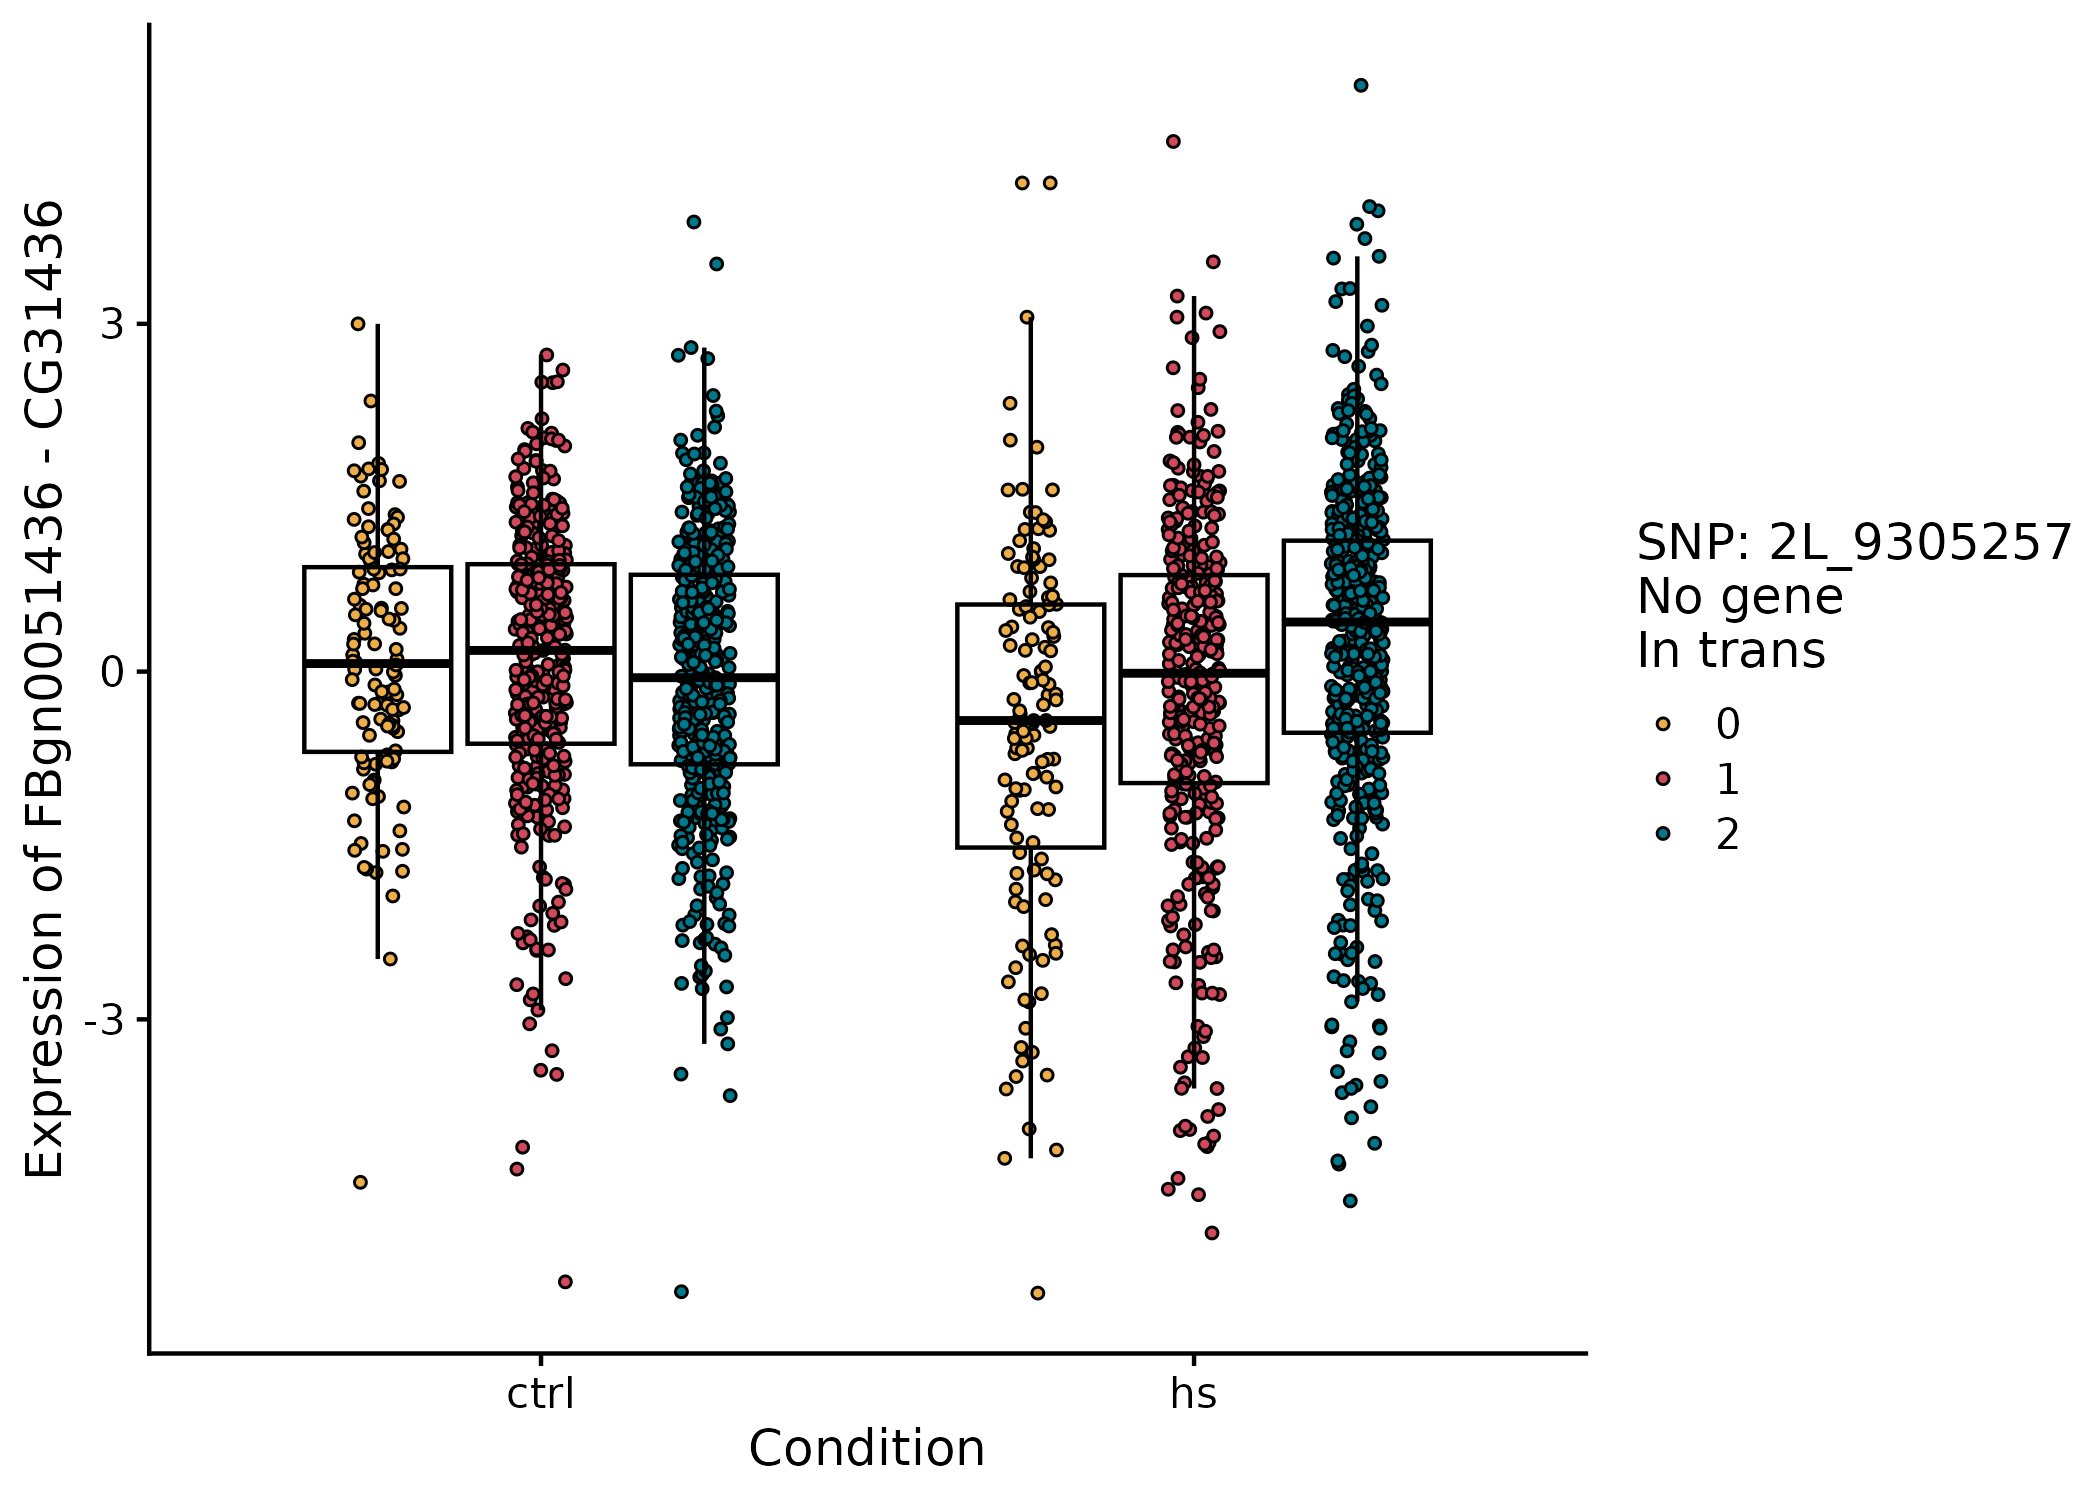 Expression of FBgn0051436 - CG31436
3
0
-3
ctrl
hs
Condition
SNP: 2L_9305257
No gene
In trans
0
1
2